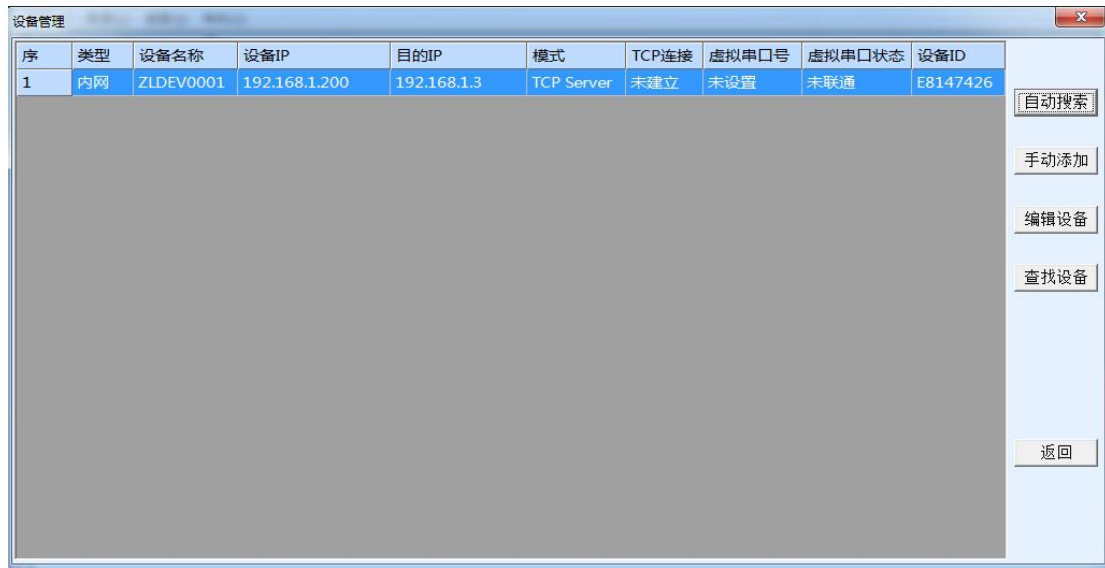 设备管理
序 类型 设备名称 设备IP 目的IP 模式 TCP连接 虚拟串口号 虚拟串口状态 设备ID
1 内网 ZLDEV0001 192.168.1.200 192.168.1.3 TCP Server 未建立 未设置 未联通 E8147426
自动搜索
手动添加
编辑设备
查找设备
返回